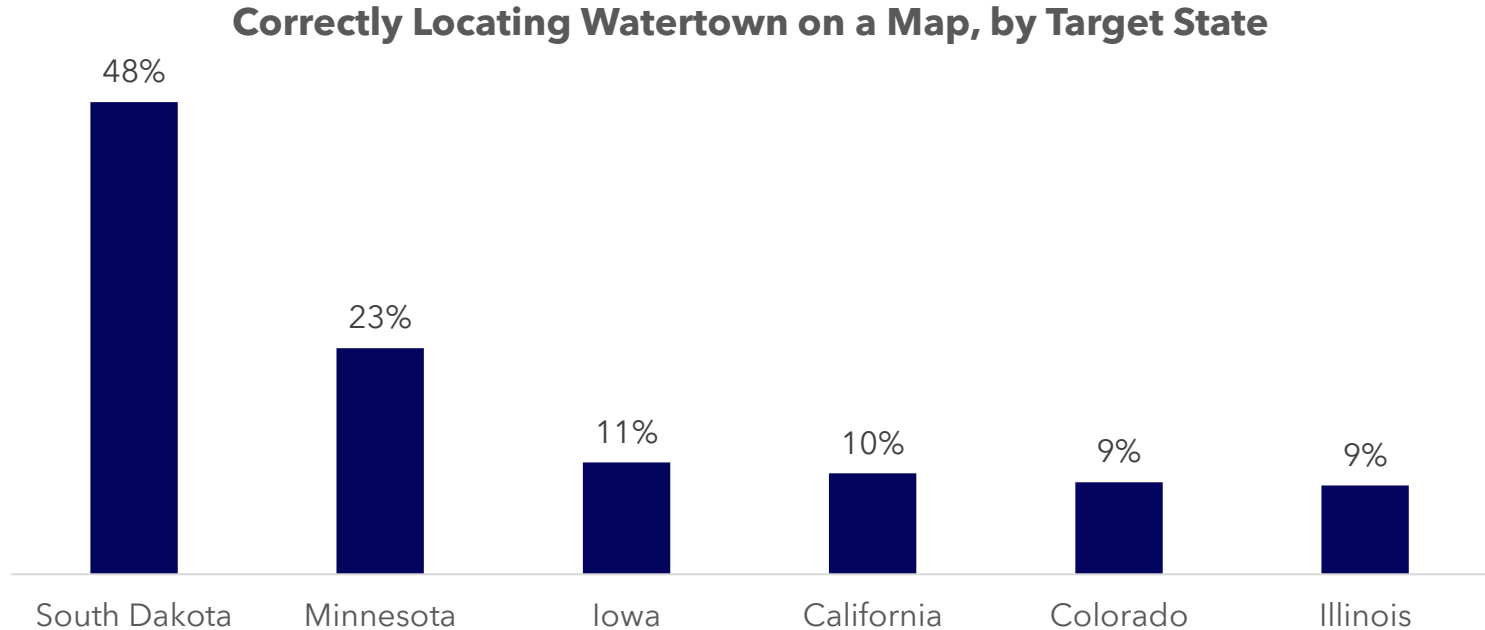 Correctly Locating Watertown on a Map, by Target State
48%
23%
11%
10%
9%
9%
South Dakota
Minnesota
Iowa
California
Colorado
Illinois